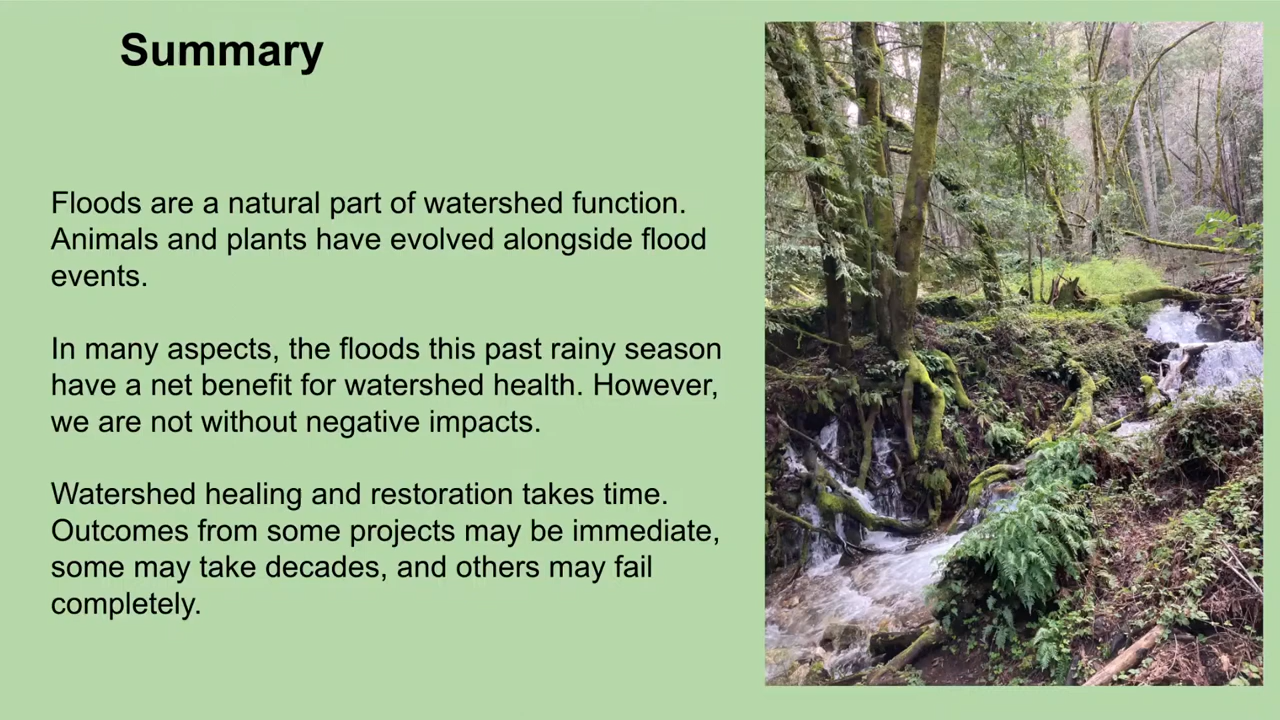 Summary
Floods are a natural part of watershed function.
Animals and plants have evolved alongside flood
events.
In many aspects, the floods this past rainy season
have a net benefit for watershed health. However,
we are not without negative impacts.
Watershed healing and restoration takes time.
Outcomes from some projects may be immediate,
some may take decades, and others may fail
completely.